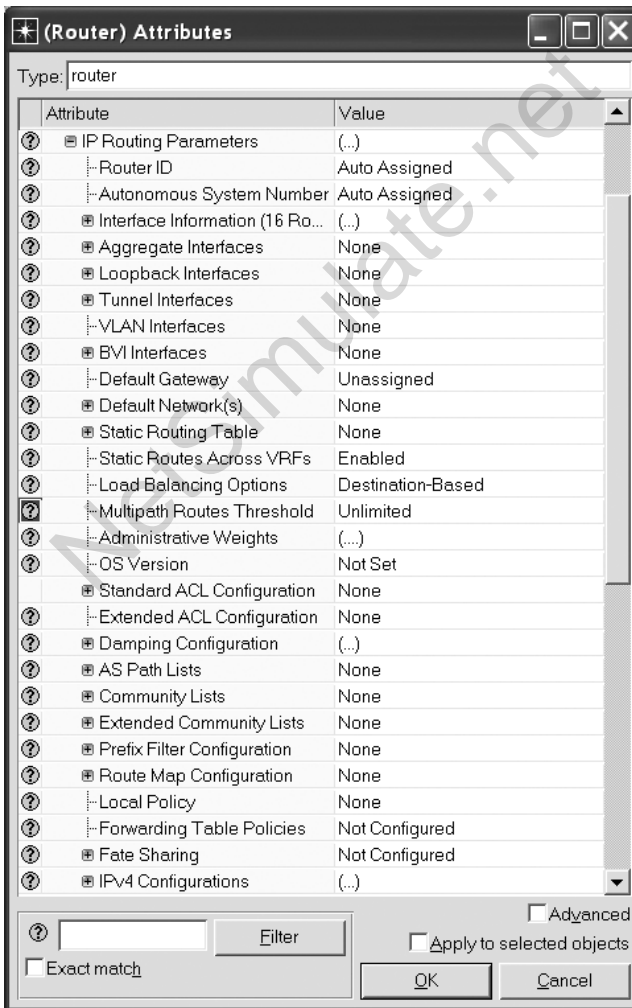 (Router) Attributes
Type: router
Attribute Value
IP Routing Parameters (...)
Router ID Auto Assigned
Autonomous System Number Auto Assigned
Interface Information (16 Ro... (...)
Aggregate Interfaces None
Loopback Interfaces None
Tunnel Interfaces None
VLAN Interfaces None
BVI Interfaces None
Default Gateway Unassigned
Default Network(s) None
Static Routing Table None
Static Routes Across VRFs Enabled
Load Balancing Options Destination-Based
Multipath Routes Threshold Unlimited
Administrative Weights (....)
OS Version Not Set
Standard ACL Configuration None
Extended ACL Configuration None
Damping Configuration (...)
AS Path Lists None
Community Lists None
Extended Community Lists None
Prefix Filter Configuration None
Route Map Configuration None
Local Policy None
Forwarding Table Policies Not Configured
Fate Sharing Not Configured
IPv4 Configurations (...)
Advanced
Filter
Apply to selected objects
Exact match
OK
Cancel
NetSimulate.net